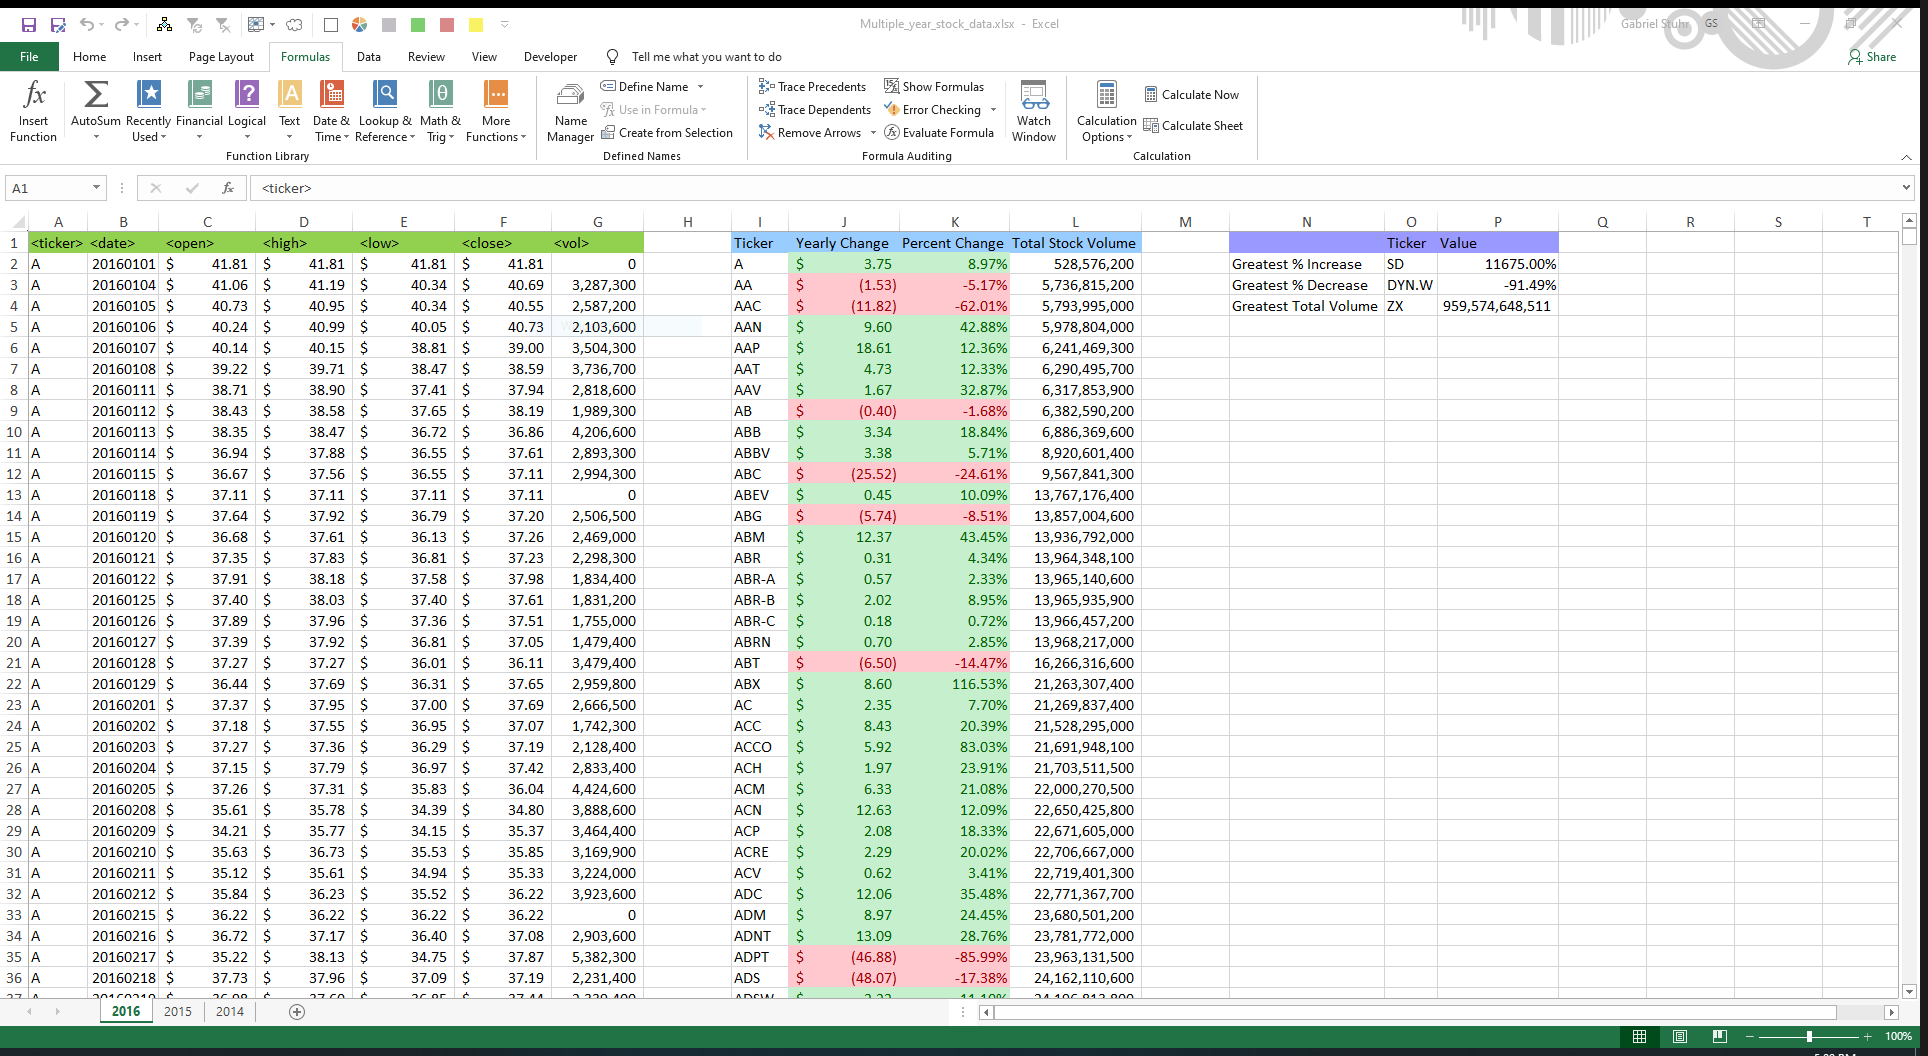 Multiple_year_stock_data.xlsx - Excel
Gabriel Stuhr GS
File Home Insert Page Layout Formulas Data Review View Developer Tell me what you want to do Share
Insert Function
AutoSum
Recently Used
Financial
Logical
Text
Date & Time
Lookup & Reference
Math & Trig
More Functions
Function Library
Name Manager
Define Name
Use in Formula
Create from Selection
Defined Names
Trace Precedents
Trace Dependents
Remove Arrows
Show Formulas
Error Checking
Evaluate Formula
Formula Auditing
Watch Window
Calculation Options
Calculate Now
Calculate Sheet
Calculation
A1 fx <ticker>
A B C D E F G H I J K L M N O P Q R S T
1 <ticker> <date> <open> <high> <low> <close> <vol> Ticker Yearly Change Percent Change Total Stock Volume Ticker Value
2 A 20160101 $ 41.81 $ 41.81 $ 41.81 $ 41.81 0 A $ 3.75 8.97% 528,576,200 Greatest % Increase SD 11675.00%
3 A 20160104 $ 41.06 $ 41.19 $ 40.34 $ 40.69 3,287,300 AA $ (1.53) -5.17% 5,736,815,200 Greatest % Decrease DYN.W -91.49%
4 A 20160105 $ 40.73 $ 40.95 $ 40.34 $ 40.55 2,587,200 AAC $ (11.82) -62.01% 5,793,995,000 Greatest Total Volume ZX 959,574,648,511
5 A 20160106 $ 40.24 $ 40.99 $ 40.05 $ 40.73 2,103,600 AAN $ 9.60 42.88% 5,978,804,000
6 A 20160107 $ 40.14 $ 40.15 $ 38.81 $ 39.00 3,504,300 AAP $ 18.61 12.36% 6,241,469,300
7 A 20160108 $ 39.22 $ 39.71 $ 38.47 $ 38.59 3,736,700 AAT $ 4.73 12.33% 6,290,495,700
8 A 20160111 $ 38.71 $ 38.90 $ 37.41 $ 37.94 2,818,600 AAV $ 1.67 32.87% 6,317,853,900
9 A 20160112 $ 38.43 $ 38.58 $ 37.65 $ 38.19 1,989,300 AB $ (0.40) -1.68% 6,382,590,200
10 A 20160113 $ 38.35 $ 38.47 $ 36.72 $ 36.86 4,206,600 ABB $ 3.34 18.84% 6,886,369,600
11 A 20160114 $ 36.94 $ 37.88 $ 36.55 $ 37.61 2,893,300 ABBV $ 3.38 5.71% 8,920,601,400
12 A 20160115 $ 36.67 $ 37.56 $ 36.55 $ 37.11 2,994,300 ABC $ (25.52) -24.61% 9,567,841,300
13 A 20160118 $ 37.11 $ 37.11 $ 37.11 $ 37.11 0 ABEV $ 0.45 10.09% 13,767,176,400
14 A 20160119 $ 37.64 $ 37.92 $ 36.79 $ 37.20 2,506,500 ABG $ (5.74) -8.51% 13,857,004,600
15 A 20160120 $ 36.68 $ 37.61 $ 36.13 $ 37.26 2,469,000 ABM $ 12.37 43.45% 13,936,792,000
16 A 20160121 $ 37.35 $ 37.83 $ 36.81 $ 37.23 2,298,300 ABR $ 0.31 4.34% 13,964,348,100
17 A 20160122 $ 37.91 $ 38.18 $ 37.58 $ 37.98 1,834,400 ABR-A $ 0.57 2.33% 13,965,140,600
18 A 20160125 $ 37.40 $ 38.03 $ 37.40 $ 37.61 1,831,200 ABR-B $ 2.02 8.95% 13,965,935,900
19 A 20160126 $ 37.89 $ 37.96 $ 37.36 $ 37.51 1,755,000 ABR-C $ 0.18 0.72% 13,966,457,200
20 A 20160127 $ 37.39 $ 37.92 $ 36.81 $ 37.05 1,479,400 ABRN $ 0.70 2.85% 13,968,217,000
21 A 20160128 $ 37.27 $ 37.27 $ 36.01 $ 36.11 3,479,400 ABT $ (6.50) -14.47% 16,266,316,600
22 A 20160129 $ 36.44 $ 37.69 $ 36.31 $ 37.65 2,959,800 ABX $ 8.60 116.53% 21,263,307,400
23 A 20160201 $ 37.37 $ 37.95 $ 37.00 $ 37.69 2,666,500 AC $ 2.35 7.70% 21,269,837,400
24 A 20160202 $ 37.18 $ 37.55 $ 36.95 $ 37.07 1,742,300 ACC $ 8.43 20.39% 21,528,295,000
25 A 20160203 $ 37.27 $ 37.36 $ 36.29 $ 37.19 2,128,400 ACCO $ 5.92 83.03% 21,691,948,100
26 A 20160204 $ 37.15 $ 37.79 $ 36.97 $ 37.42 2,833,400 ACH $ 1.97 23.91% 21,703,511,500
27 A 20160205 $ 37.26 $ 37.31 $ 35.83 $ 36.04 4,424,600 ACM $ 6.33 21.08% 22,000,270,500
28 A 20160208 $ 35.61 $ 35.78 $ 34.39 $ 34.80 3,888,600 ACN $ 12.63 12.09% 22,650,425,800
29 A 20160209 $ 34.21 $ 35.77 $ 34.15 $ 35.37 3,464,400 ACP $ 2.08 18.33% 22,671,605,000
30 A 20160210 $ 35.63 $ 36.73 $ 35.53 $ 35.85 3,169,900 ACRE $ 2.29 20.02% 22,706,667,000
31 A 20160211 $ 35.12 $ 35.61 $ 34.94 $ 35.33 3,224,000 ACV $ 0.62 3.41% 22,719,401,300
32 A 20160212 $ 35.84 $ 36.23 $ 35.52 $ 36.22 3,923,600 ADC $ 12.06 35.48% 22,771,367,700
33 A 20160215 $ 36.22 $ 36.22 $ 36.22 $ 36.22 0 ADM $ 8.97 24.45% 23,680,501,200
34 A 20160216 $ 36.72 $ 37.17 $ 36.40 $ 37.08 2,903,600 ADNT $ 13.09 28.76% 23,781,772,000
35 A 20160217 $ 35.22 $ 38.13 $ 34.75 $ 37.87 5,382,300 ADPT $ (46.88) -85.99% 23,963,131,500
36 A 20160218 $ 37.73 $ 37.96 $ 37.09 $ 37.19 2,231,400 ADS $ (48.07) -17.38% 24,162,110,600
2016 2015 2014
100%